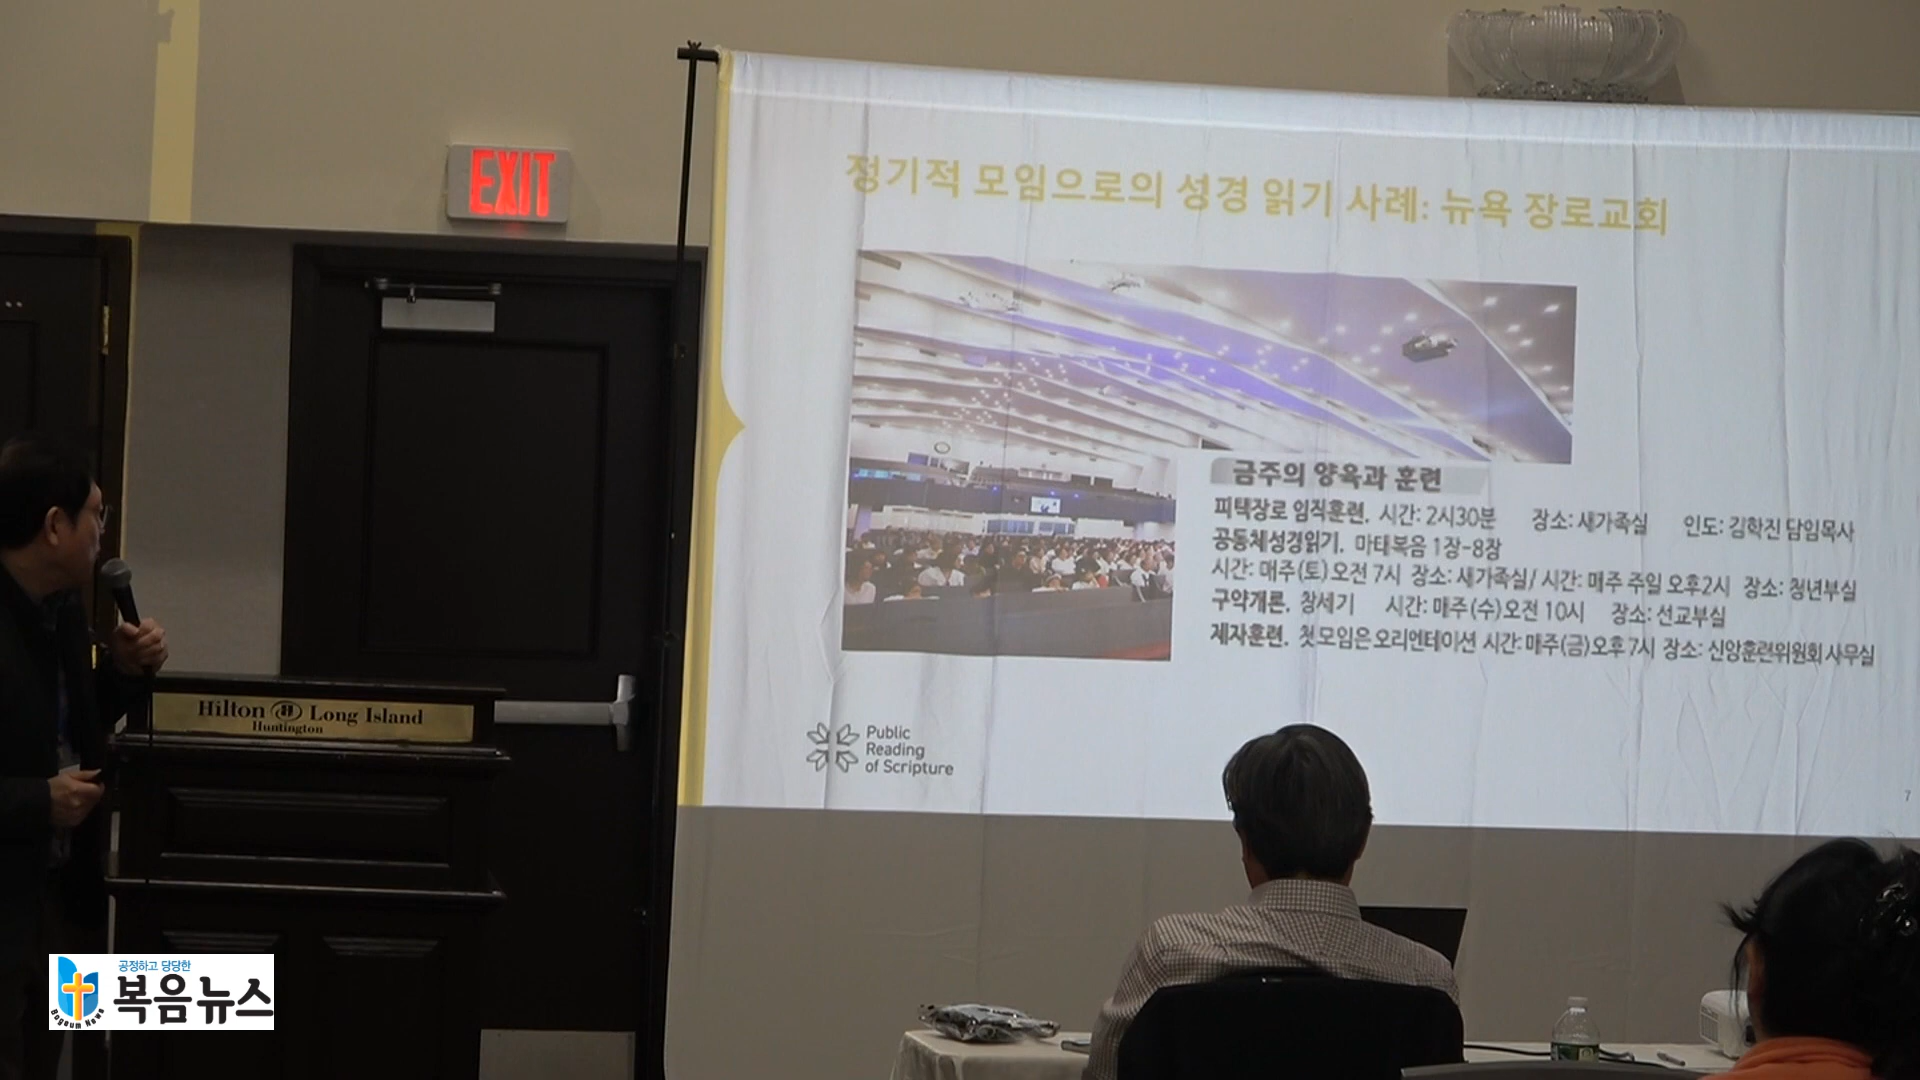 EXIT
정기적 모임으로의 성경 읽기 사례: 뉴욕 장로교회
금주의 양육과 훈련
피택장로 임직훈련. 시간: 2시30분 장소: 새가족실 인도: 김학진 담임목사
공동체성경읽기. 마태복음 1장-8장
시간: 매주(토) 오전 7시 장소: 새가족실/ 시간: 매주 주일 오후2시 장소: 청년부실
구약개론. 창세기 시간: 매주(수)오전 10시 장소: 선교부실
제자훈련. 첫 모임은 오리엔테이션 시간: 매주(금)오후 7시 장소: 신앙훈련위원회 사무실
Public
Reading
of Scripture
7
Hilton Long Island
Huntington
공정하고 당당한
복음뉴스
Bogeum News